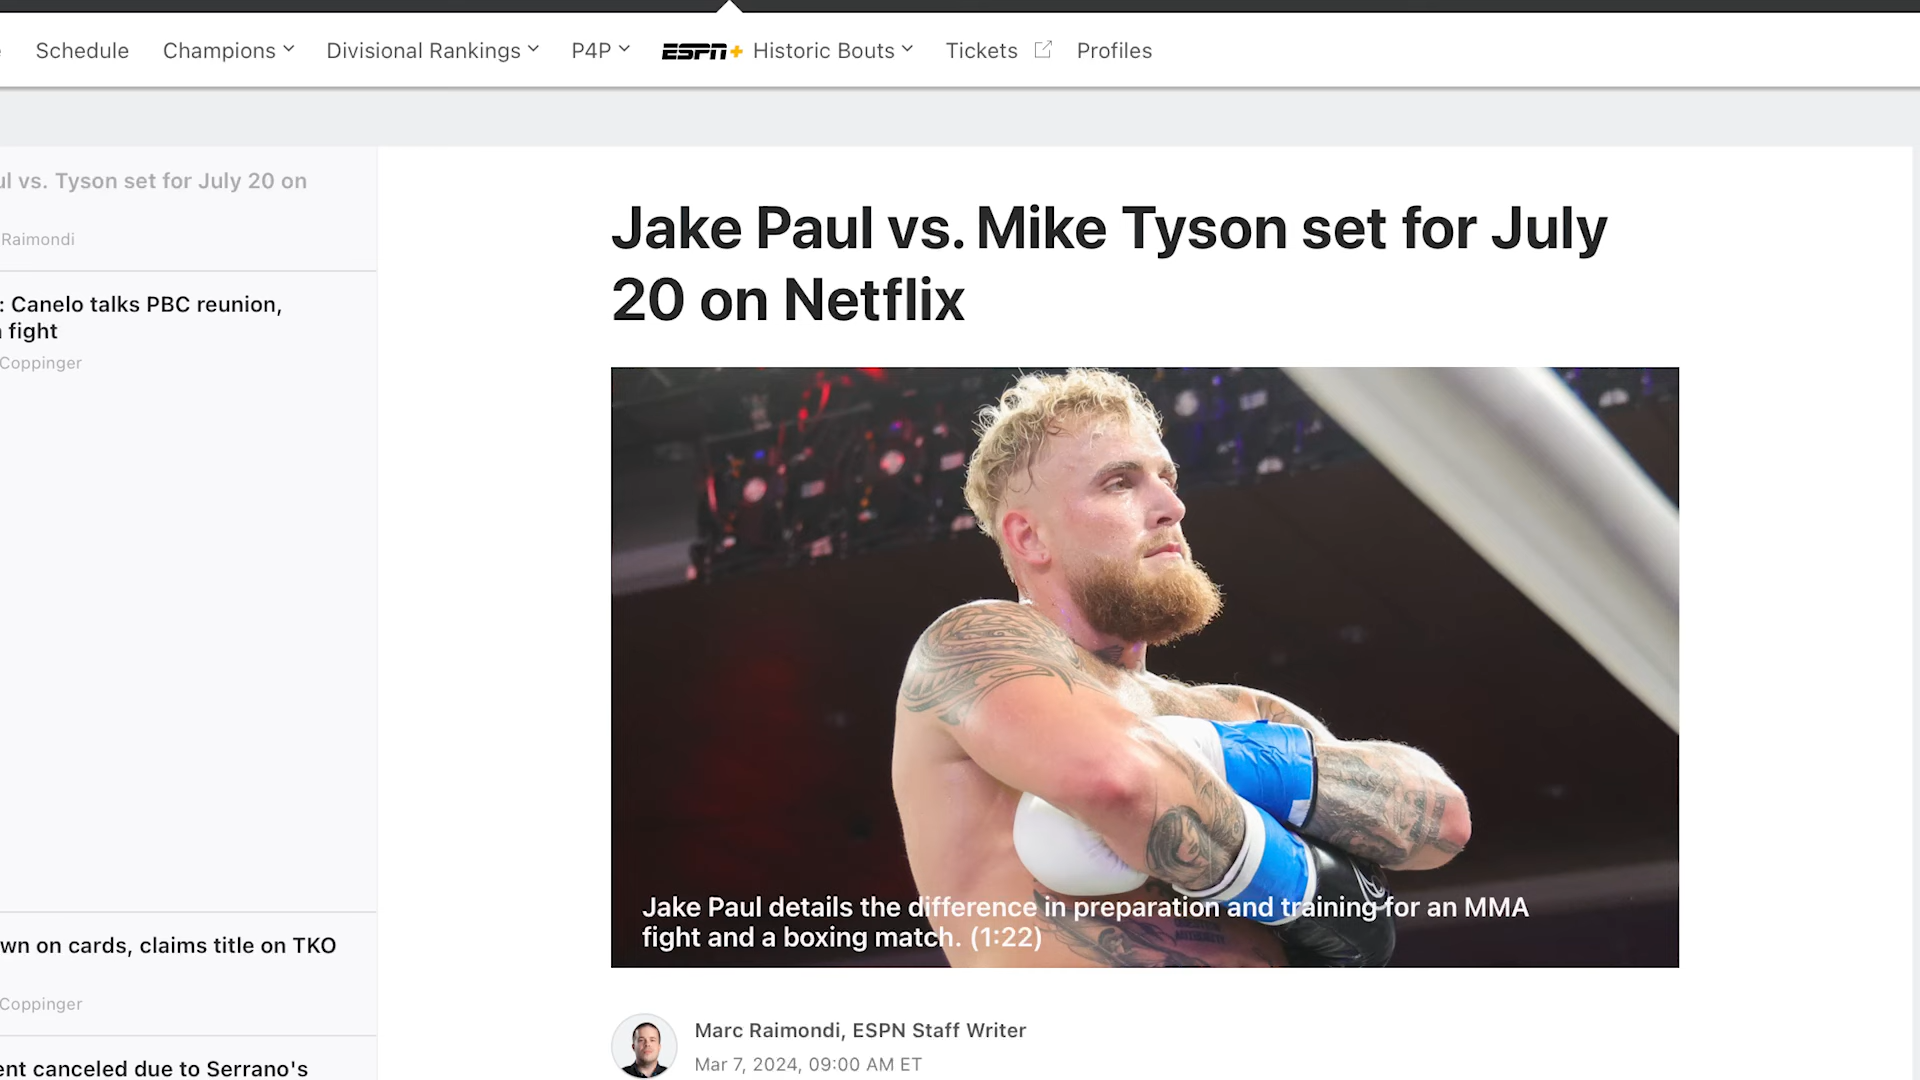 Schedule
Champions
Divisional Rankings
P4P
ESPN+ Historic Bouts
Tickets
Profiles
vs. Tyson set for July 20 on
Raimondi
: Canelo talks PBC reunion,
fight
Coppinger
on cards, claims title on TKO
Coppinger
canceled due to Serrano's
Jake Paul vs. Mike Tyson set for July
20 on Netflix
Jake Paul details the difference in preparation and training for an MMA
fight and a boxing match. (1:22)
Marc Raimondi, ESPN Staff Writer
Mar 7, 2024, 09:00 AM ET